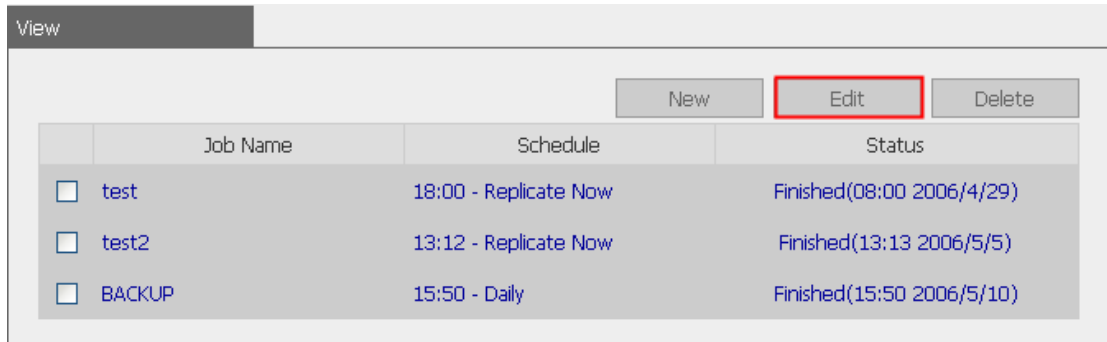 View
New Edit Delete
Job Name Schedule Status
test 18:00 - Replicate Now Finished(08:00 2006/4/29)
test2 13:12 - Replicate Now Finished(13:13 2006/5/5)
BACKUP 15:50 - Daily Finished(15:50 2006/5/10)